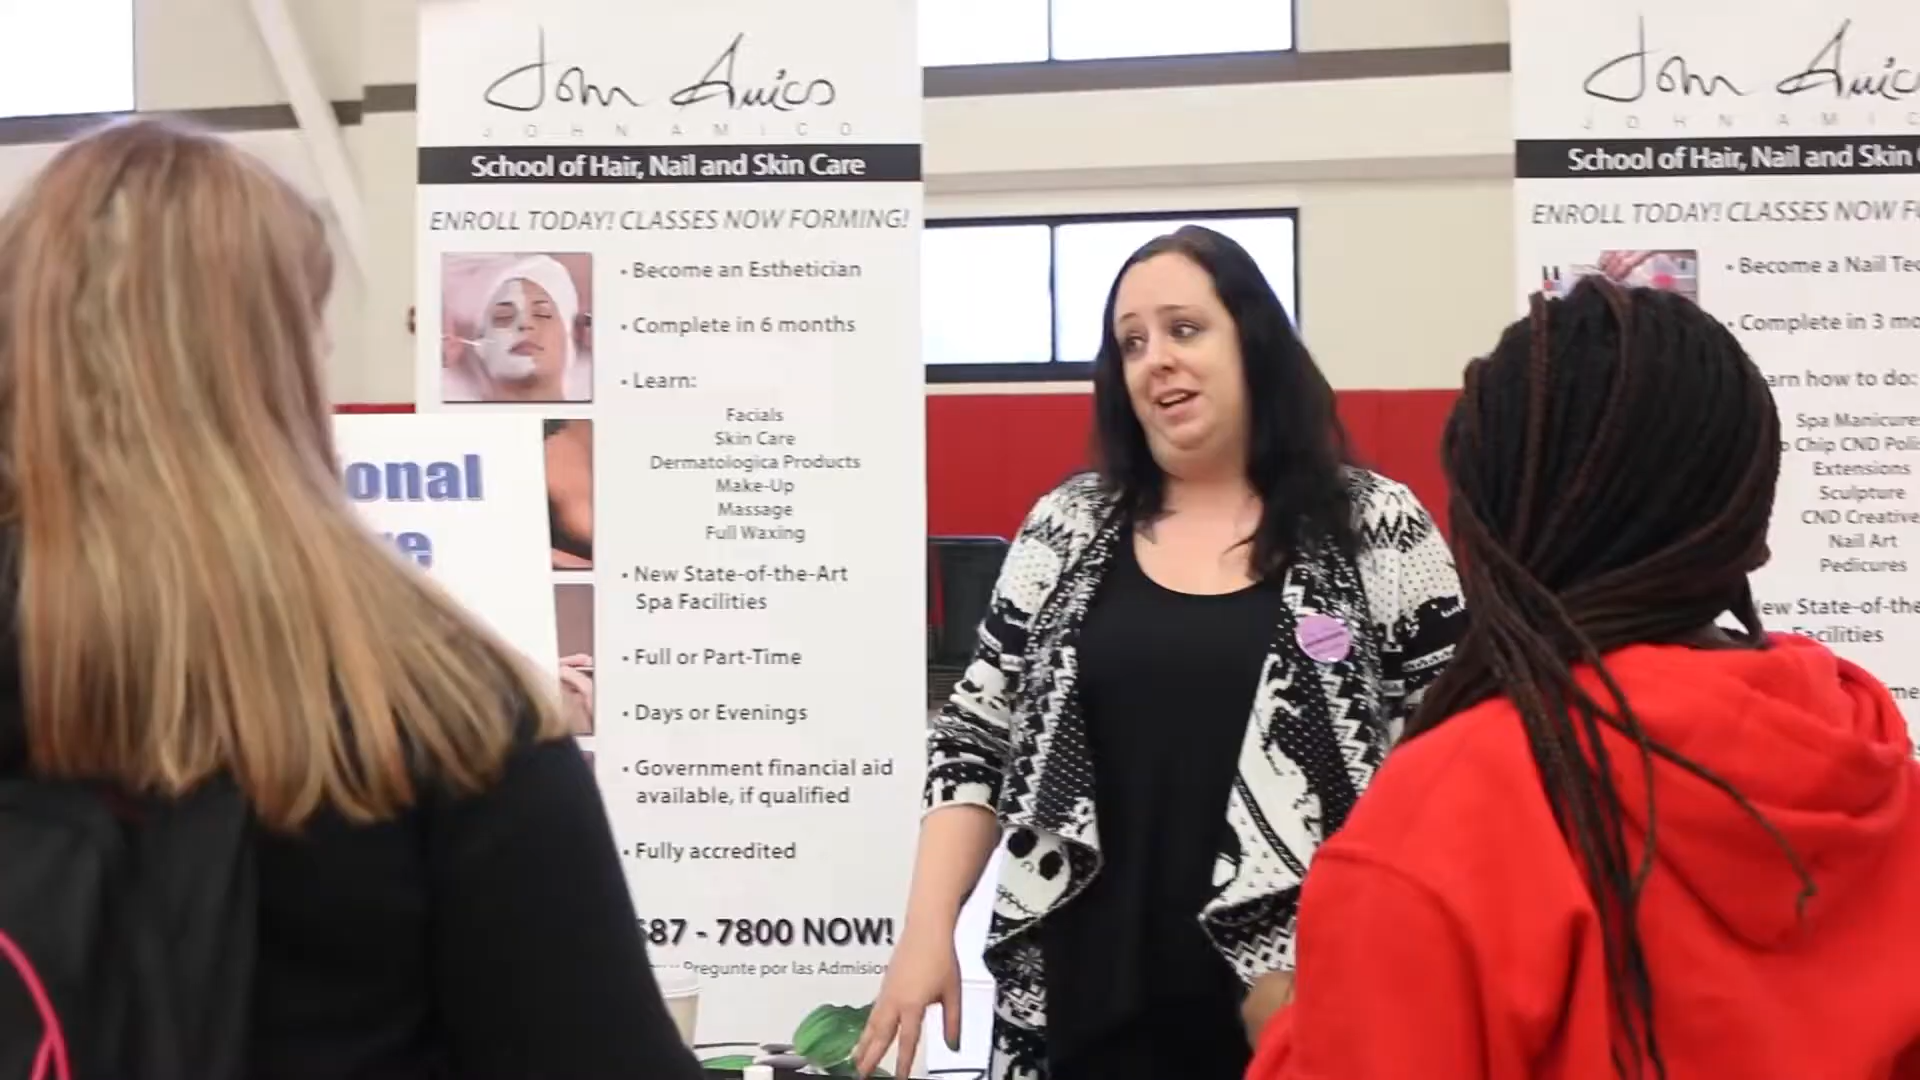 John Amico
JOHN AMICO
School of Hair, Nail and Skin Care
ENROLL TODAY! CLASSES NOW FORMING!
• Become an Esthetician
• Complete in 6 months
• Learn:
Facials
Skin Care
Dermatologica Products
Make-Up
Massage
Full Waxing
• New State-of-the-Art
Spa Facilities
• Full or Part-Time
• Days or Evenings
• Government financial aid
available, if qualified
• Fully accredited
687 - 7800 NOW!
Pregunte por las Admision
onal
e
John Amico
JOHN AMIC
School of Hair, Nail and Skin
ENROLL TODAY! CLASSES NOW F
• Become a Nail Tec
• Complete in 3 mo
arn how to do:
Spa Manicures
Chip CND Polis
Extensions
Sculpture
CND Creative
Nail Art
Pedicures
New State-of-the
Facilities
me